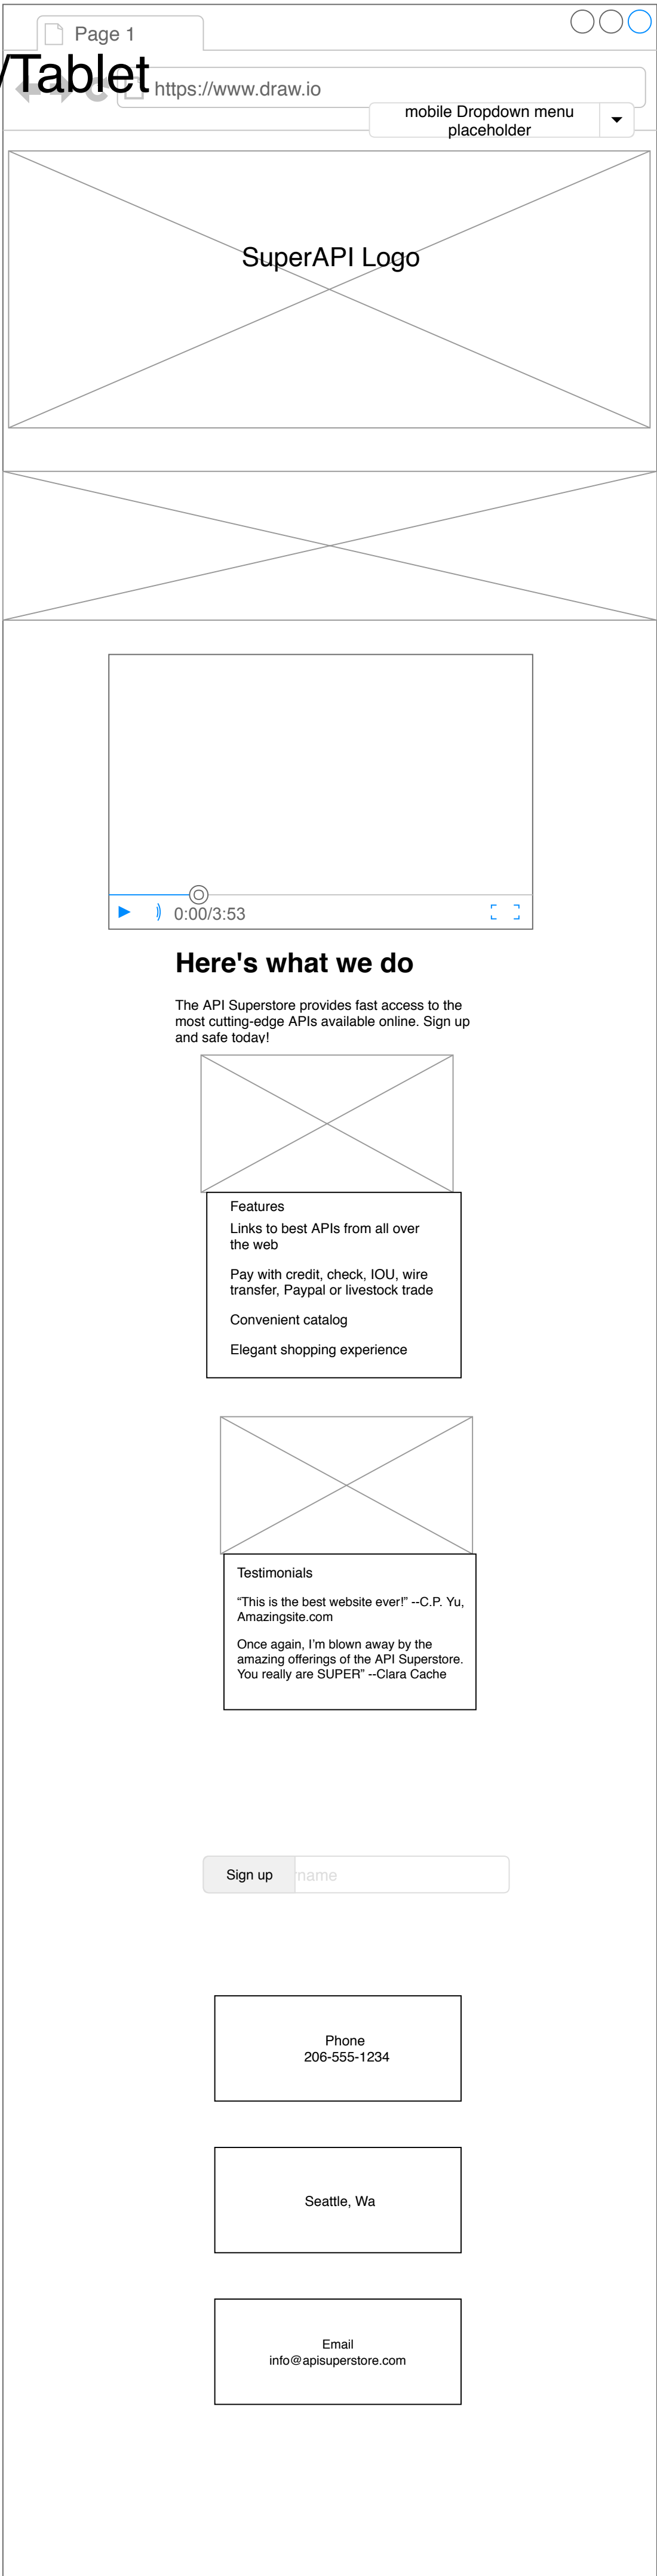 Page 1
/Tablet
https://www.draw.io
mobile Dropdown menu
placeholder
SuperAPI Logo
0:00/3:53
Here's what we do
The API Superstore provides fast access to the
most cutting-edge APIs available online. Sign up
and safe today!
Features
Links to best APIs from all over
the web
Pay with credit, check, IOU, wire
transfer, Paypal or livestock trade
Convenient catalog
Elegant shopping experience
Testimonials
“This is the best website ever!” --C.P. Yu,
Amazingsite.com
Once again, I’m blown away by the
amazing offerings of the API Superstore.
You really are SUPER” --Clara Cache
Sign up name
Phone
206-555-1234
Seattle, Wa
Email
info@apisuperstore.com